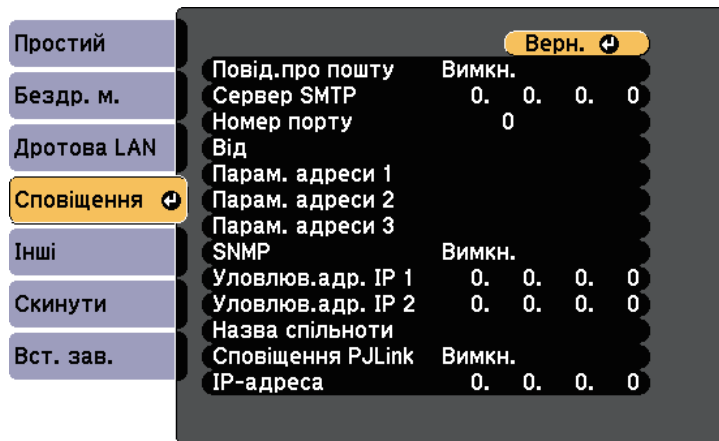 Простий
Бездр. м.
Дротова LAN
Сповіщення
Інші
Скинути
Вст. зав.
Верн.
Повід.про пошту Вимкн.
Сервер SMTP 0. 0. 0. 0
Номер порту 0
Від
Парам. адреси 1
Парам. адреси 2
Парам. адреси 3
SNMP Вимкн.
Уловлюв.адр. IP 1 0. 0. 0. 0
Уловлюв.адр. IP 2 0. 0. 0. 0
Назва спільноти
Сповіщення PJLink Вимкн.
IP-адреса 0. 0. 0. 0